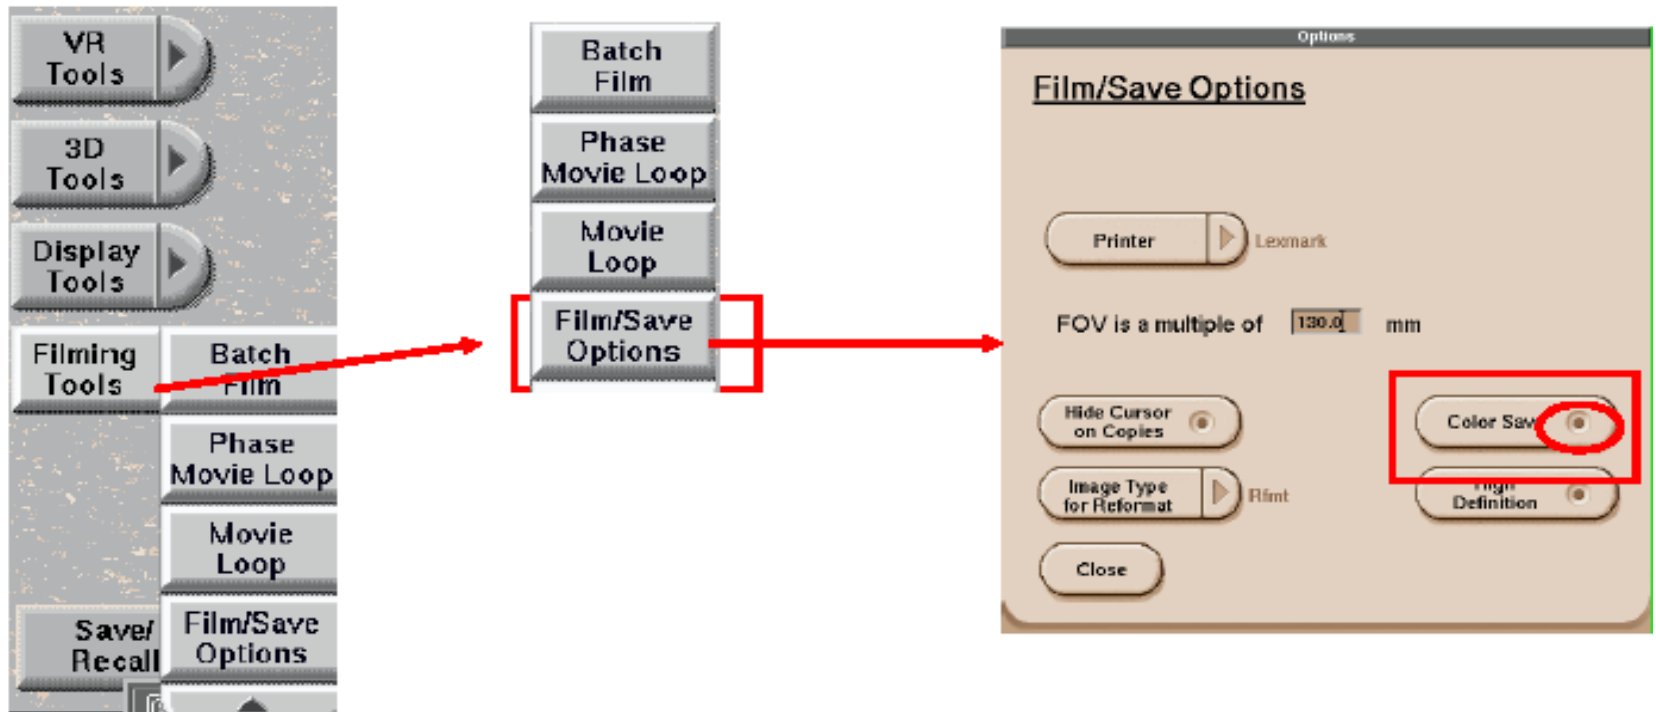 VR
Tools
3D
Tools
Display
Tools
Filming
Tools
Batch
Film
Phase
Movie Loop
Movie
Loop
Save/
Recall
Film/Save
Options
Batch
Film
Phase
Movie Loop
Movie
Loop
Film/Save
Options
Options
Film/Save Options
Printer
Lexmark
FOV is a multiple of 130.0 mm
Hide Cursor
on Copies
Color Sav
Image Type
for Reformat
Rfmt
High
Definition
Close